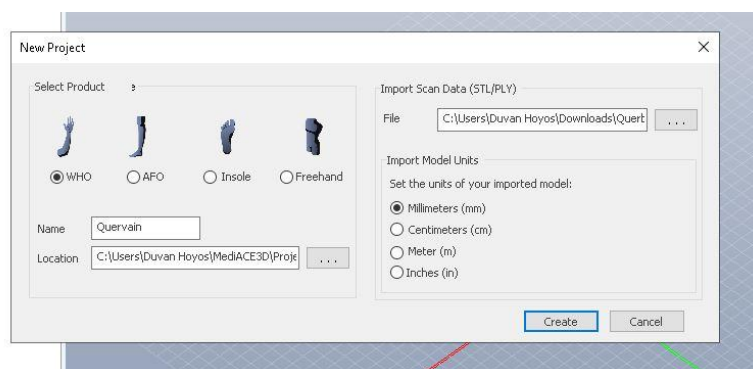 New Project
Select Product
WHO
AFO
Insole
Freehand
Name
Quervain
Location
C:\Users\Duvan Hoyos\MediACE3D\Proje
...
Import Scan Data (STL/PLY)
File
C:\Users\Duvan Hoyos\Downloads\Querb
...
Import Model Units
Set the units of your imported model:
Millimeters (mm)
Centimeters (cm)
Meter (m)
Inches (in)
Create
Cancel